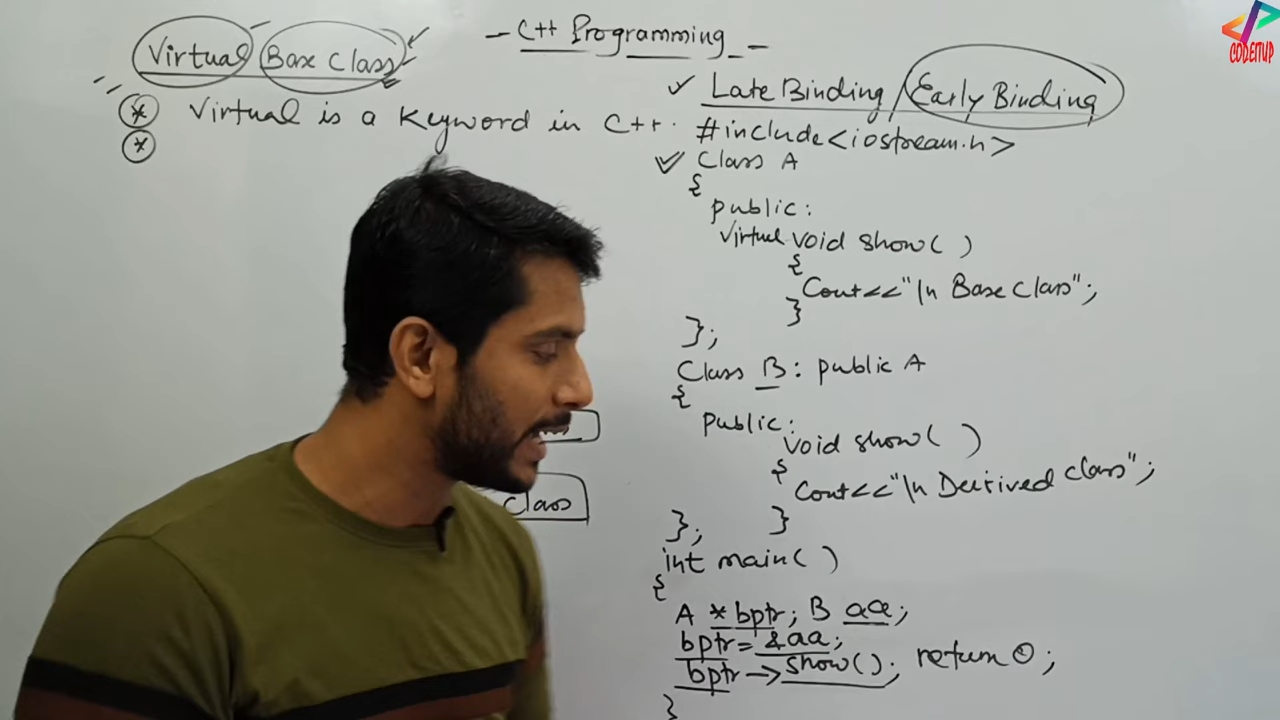 - C++ Programming -
CODEITUP
Virtual Base Class
* Virtual is a Keyword in C++.
*
Late Binding / Early Binding
#include<iostream.h>
Class A
{
public:
Virtual void show( )
{
Cout<<"\n Base Class";
}
};
Class B: public A
{
public:
void show( )
{
Cout<<"\n Derived Class";
}
};
int main( )
{
A *bptr; B aa;
bptr = &aa;
bptr -> show(); return 0;
}
class